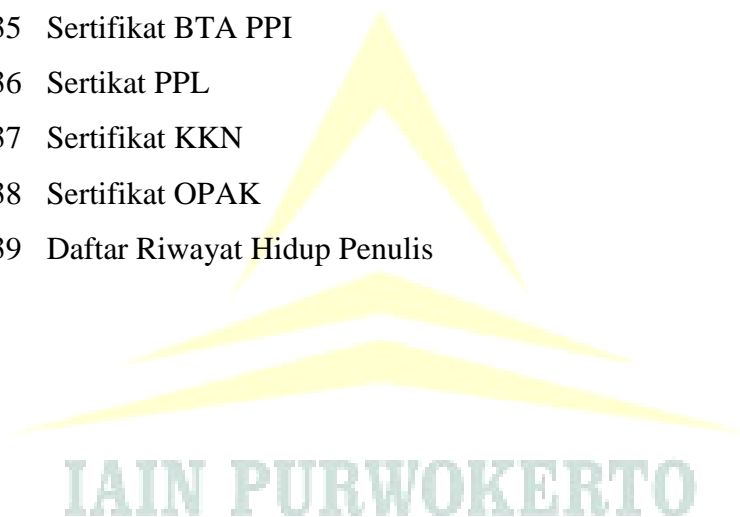 35 Sertifikat BTA PPI
36 Sertikat PPL
37 Sertifikat KKN
38 Sertifikat OPAK
39 Daftar Riwayat Hidup Penulis
IAIN PURWOKERTO